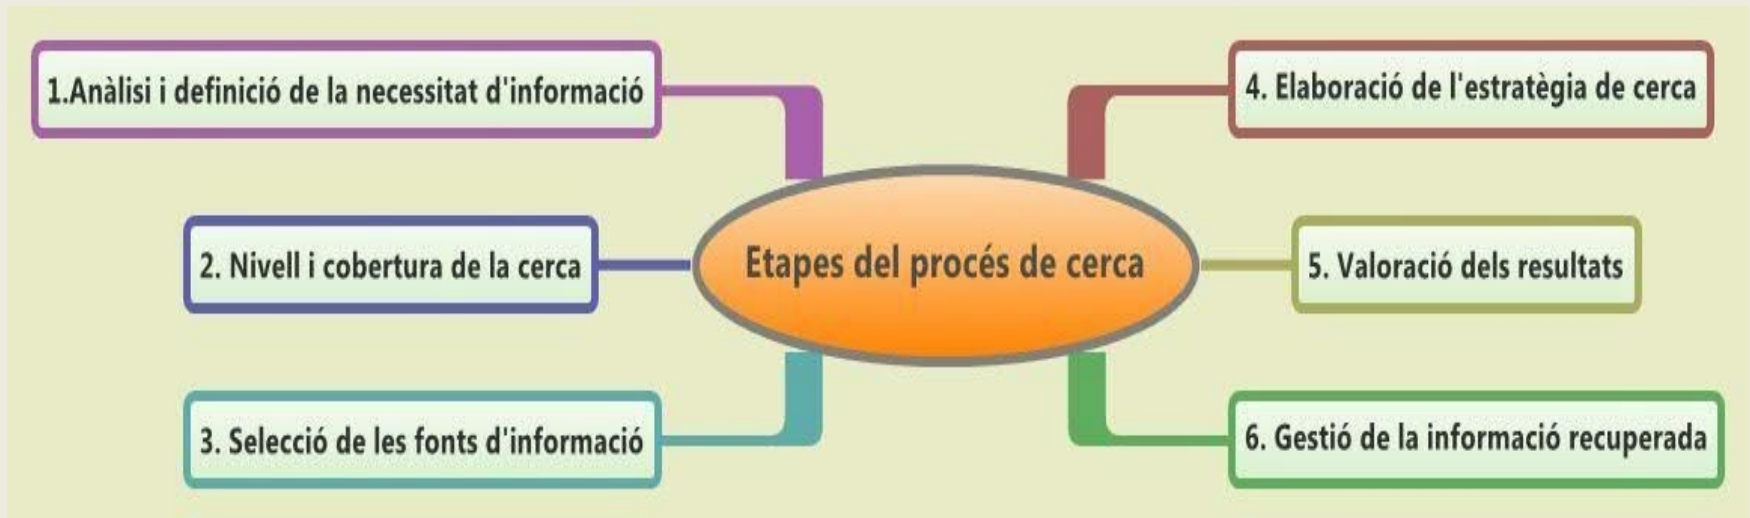 1.Anàlisi i definició de la necessitat d'informació
2. Nivell i cobertura de la cerca
3. Selecció de les fonts d'informació
Etapes del procés de cerca
4. Elaboració de l'estratègia de cerca
5. Valoració dels resultats
6. Gestió de la informació recuperada